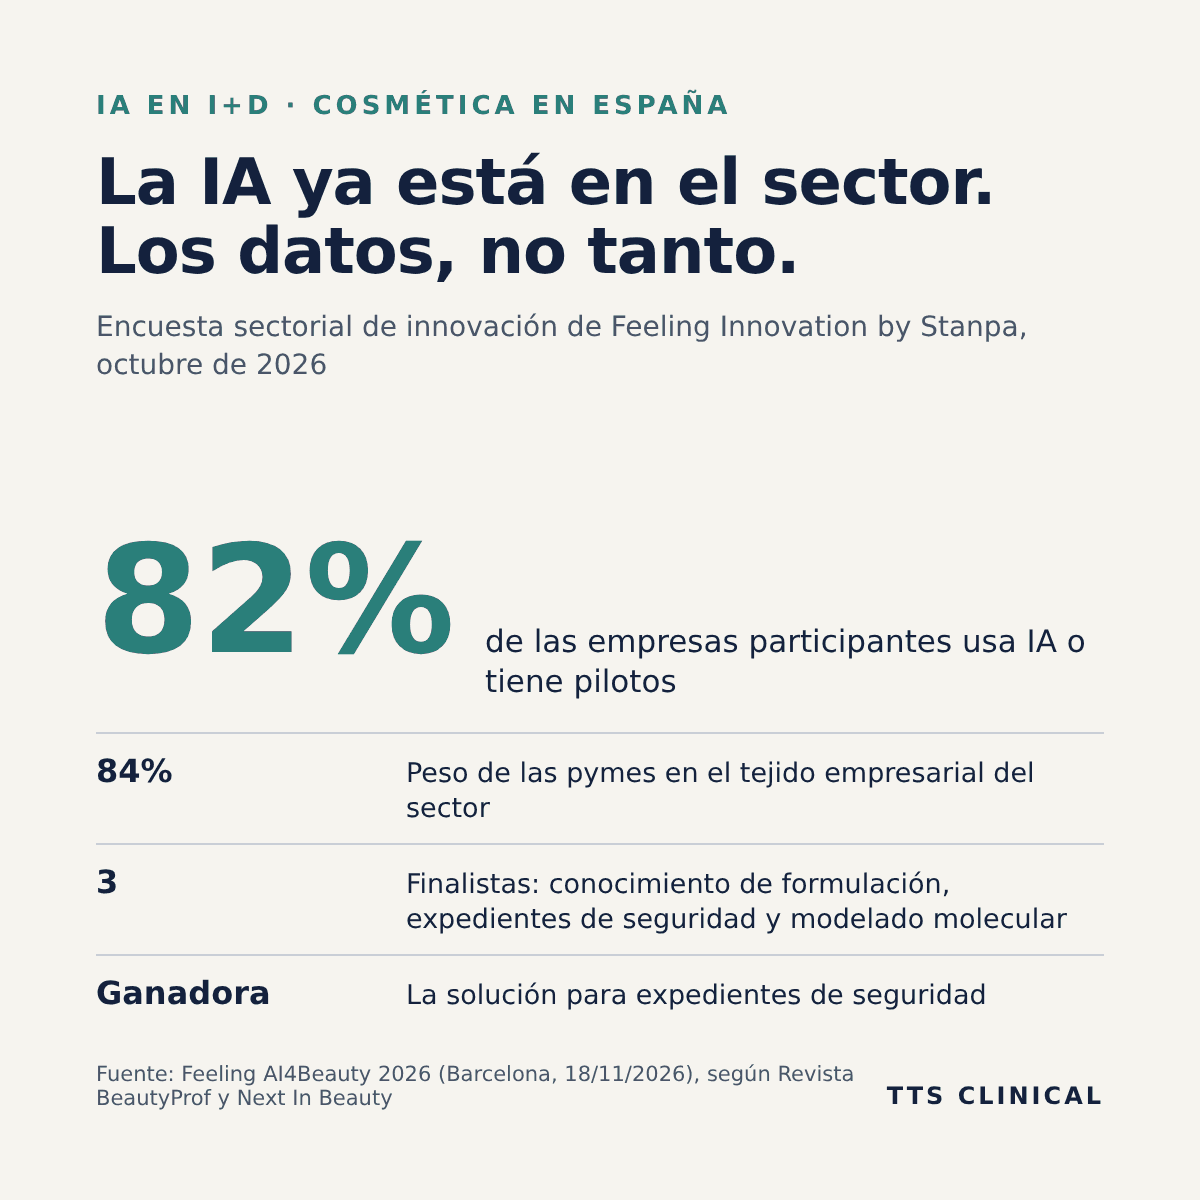 IA EN I+D · COSMÉTICA EN ESPAÑA
La IA ya está en el sector.
Los datos, no tanto.
Encuesta sectorial de innovación de Feeling Innovation by Stanpa,
octubre de 2026
82%
de las empresas participantes usa IA o
tiene pilotos
84%
Peso de las pymes en el tejido empresarial del
sector
3
Finalistas: conocimiento de formulación,
expedientes de seguridad y modelado molecular
Ganadora
La solución para expedientes de seguridad
Fuente: Feeling AI4Beauty 2026 (Barcelona, 18/11/2026), según Revista
BeautyProf y Next In Beauty
TTS CLINICAL